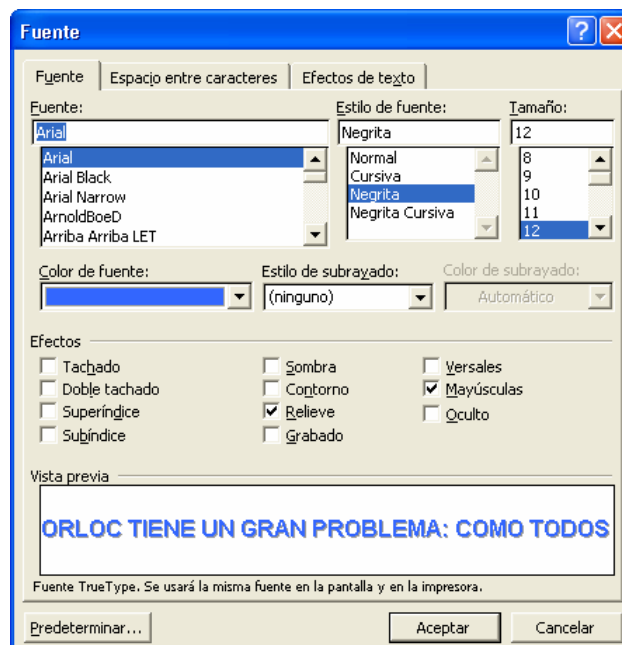 Fuente
Fuente Espacio entre caracteres Efectos de texto
Fuente: Estilo de fuente: Tamaño:
Arial Negrita 12
Arial Normal 8
Arial Black Cursiva 9
Arial Narrow Negrita 10
ArnoldBoeD Negrita Cursiva 11
Arriba Arriba LET 12
Color de fuente: Estilo de subrayado: Color de subrayado:
(ninguno) Automático
Efectos
Tachado Sombra Versales
Doble tachado Contorno Mayúsculas
Superíndice Relieve Oculto
Subíndice Grabado
Vista previa
ORLOC TIENE UN GRAN PROBLEMA: COMO TODOS
Fuente TrueType. Se usará la misma fuente en la pantalla y en la impresora.
Predeterminar... Aceptar Cancelar